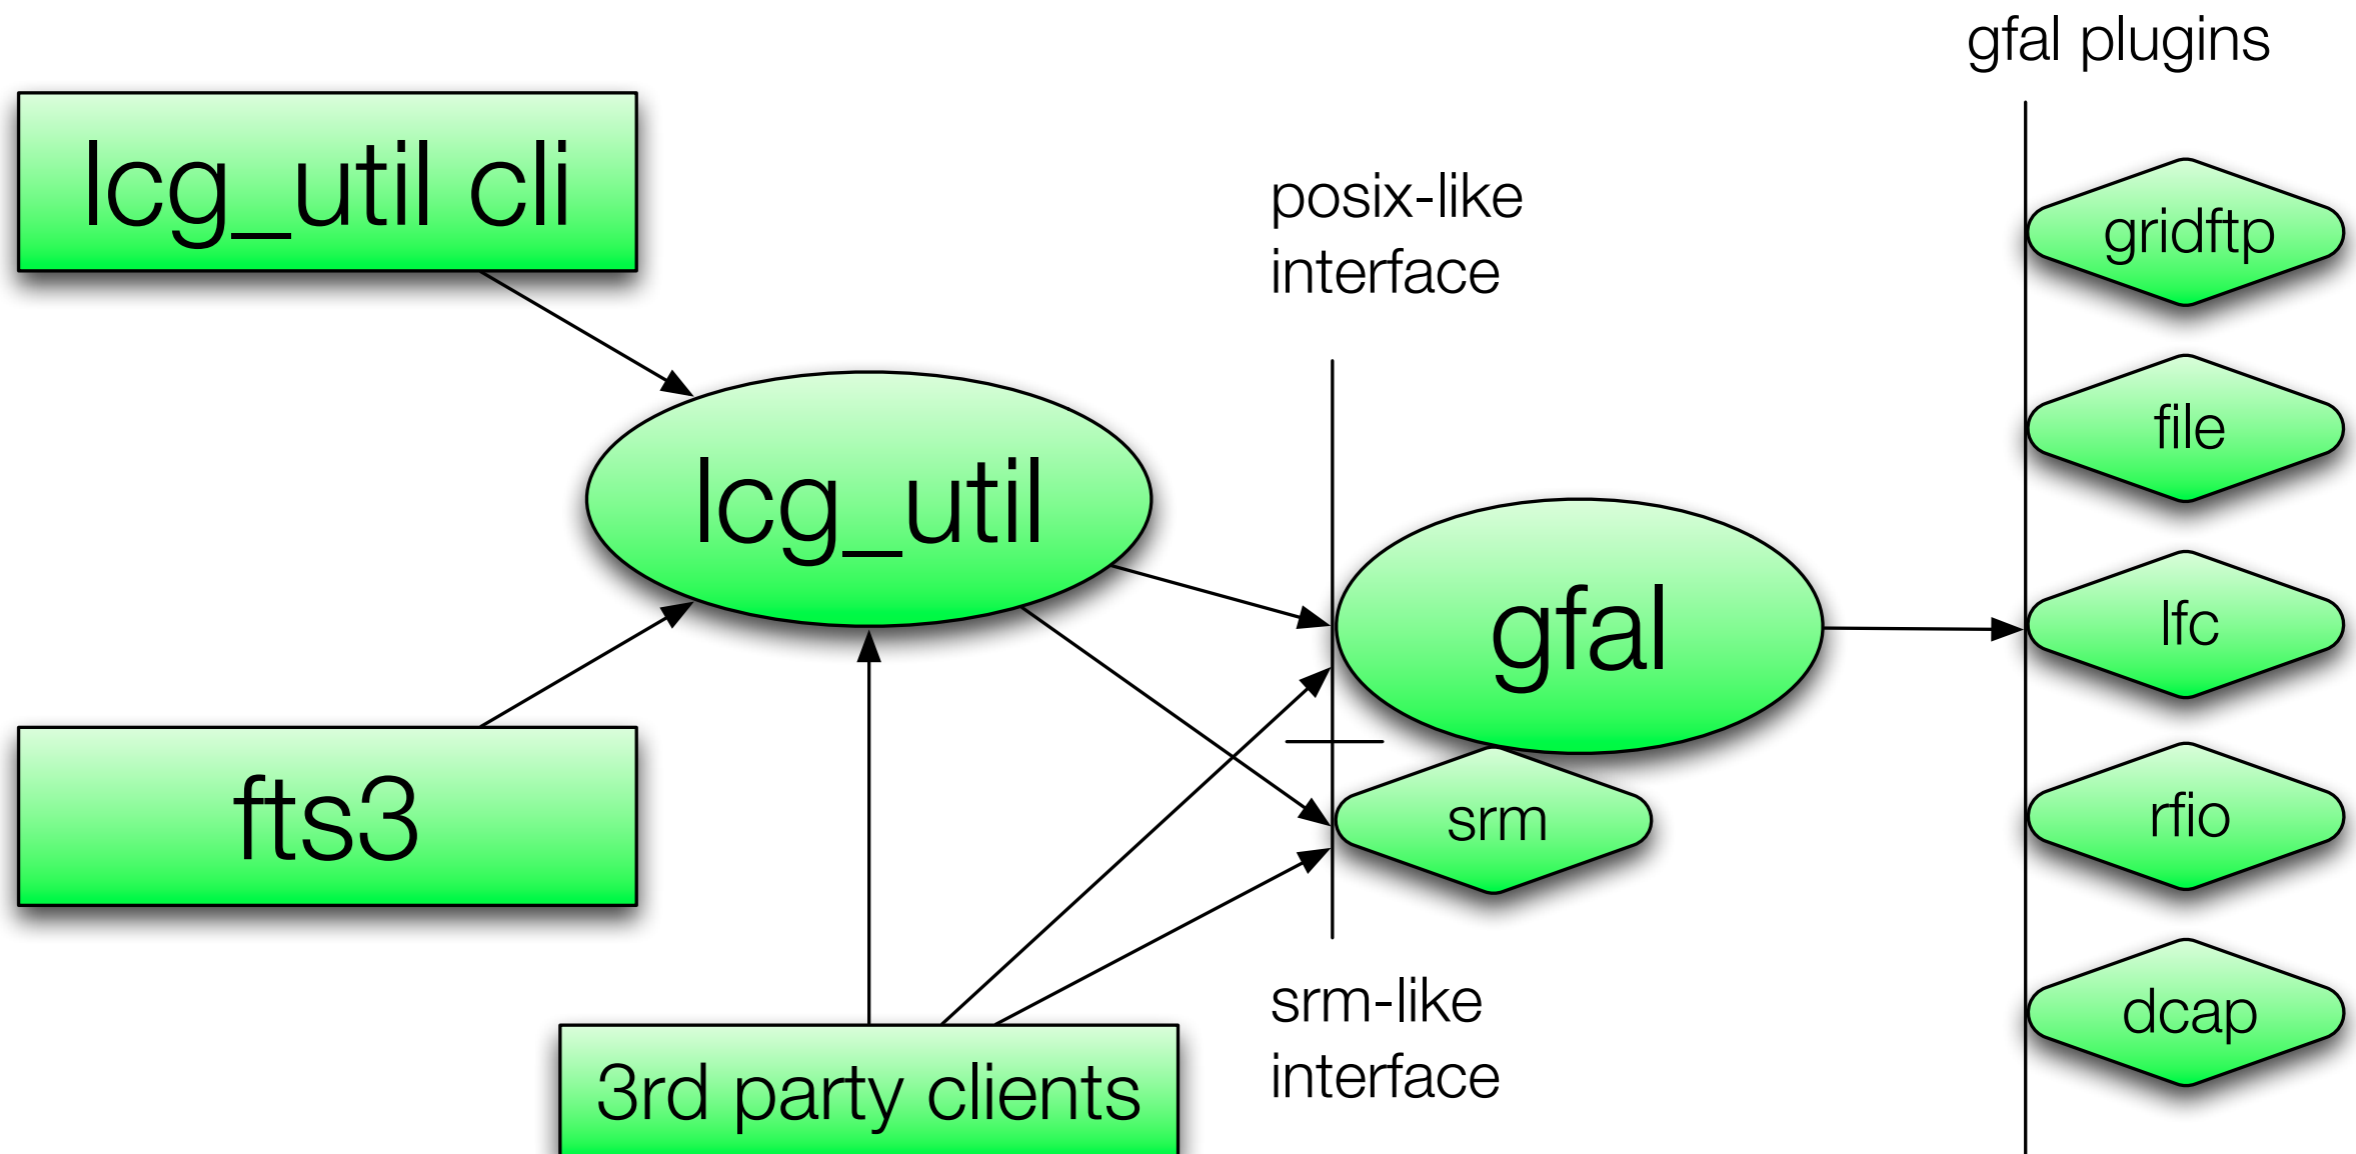 gfal plugins
lcg_util cli
posix-like
interface
gridftp
file
lcg_util
gfal
lfc
fts3
srm
rfio
srm-like
interface
dcap
3rd party clients